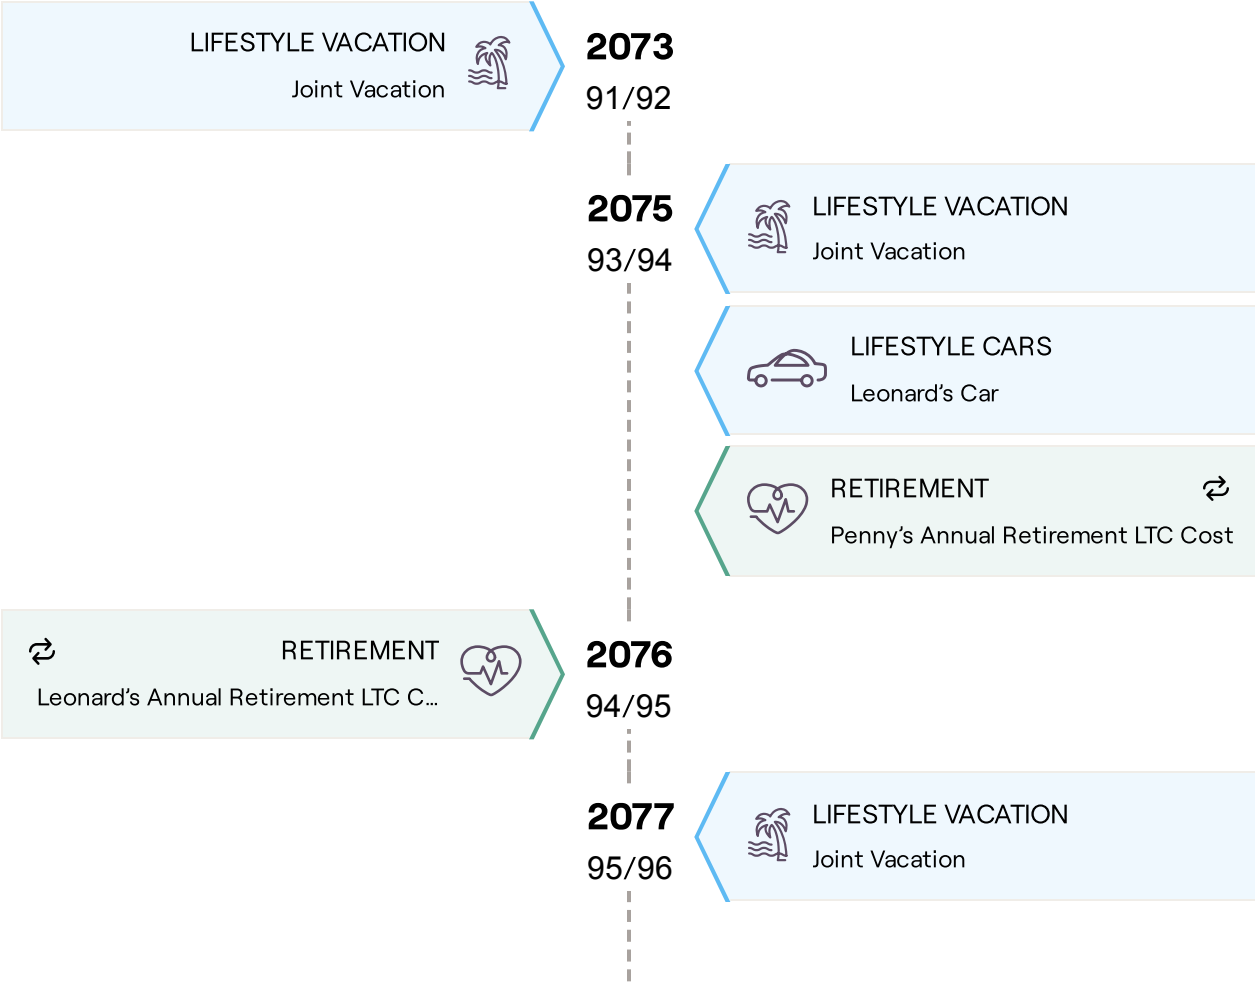 LIFESTYLE VACATION
Joint Vacation
2073
91/92
2075
93/94
LIFESTYLE VACATION
Joint Vacation
LIFESTYLE CARS
Leonard's Car
RETIREMENT
Penny's Annual Retirement LTC Cost
RETIREMENT
Leonard's Annual Retirement LTC C...
2076
94/95
2077
95/96
LIFESTYLE VACATION
Joint Vacation